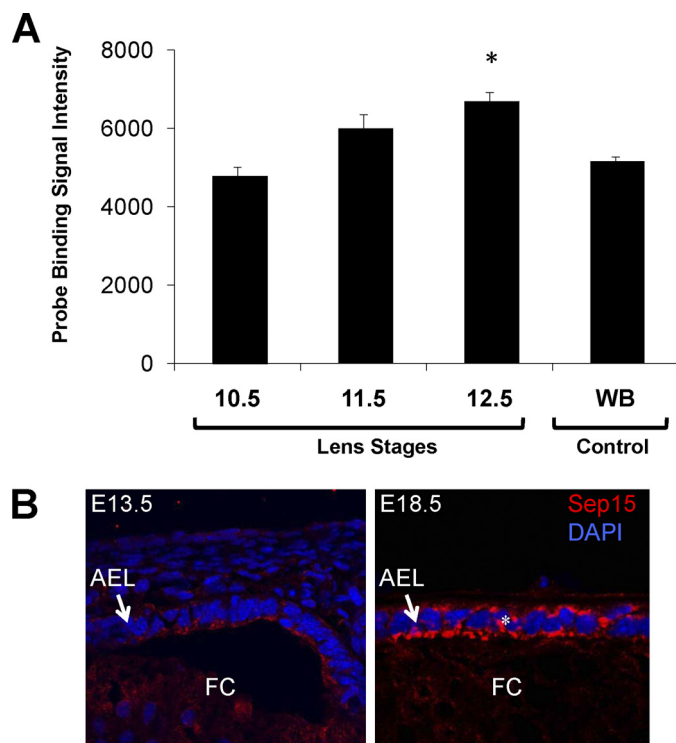 A
Probe Binding Signal Intensity
8000
6000
4000
2000
0
*
10.5 11.5 12.5 WB
Lens Stages Control
B
E13.5
AEL
FC
E18.5
Sep15
DAPI
AEL
*
FC